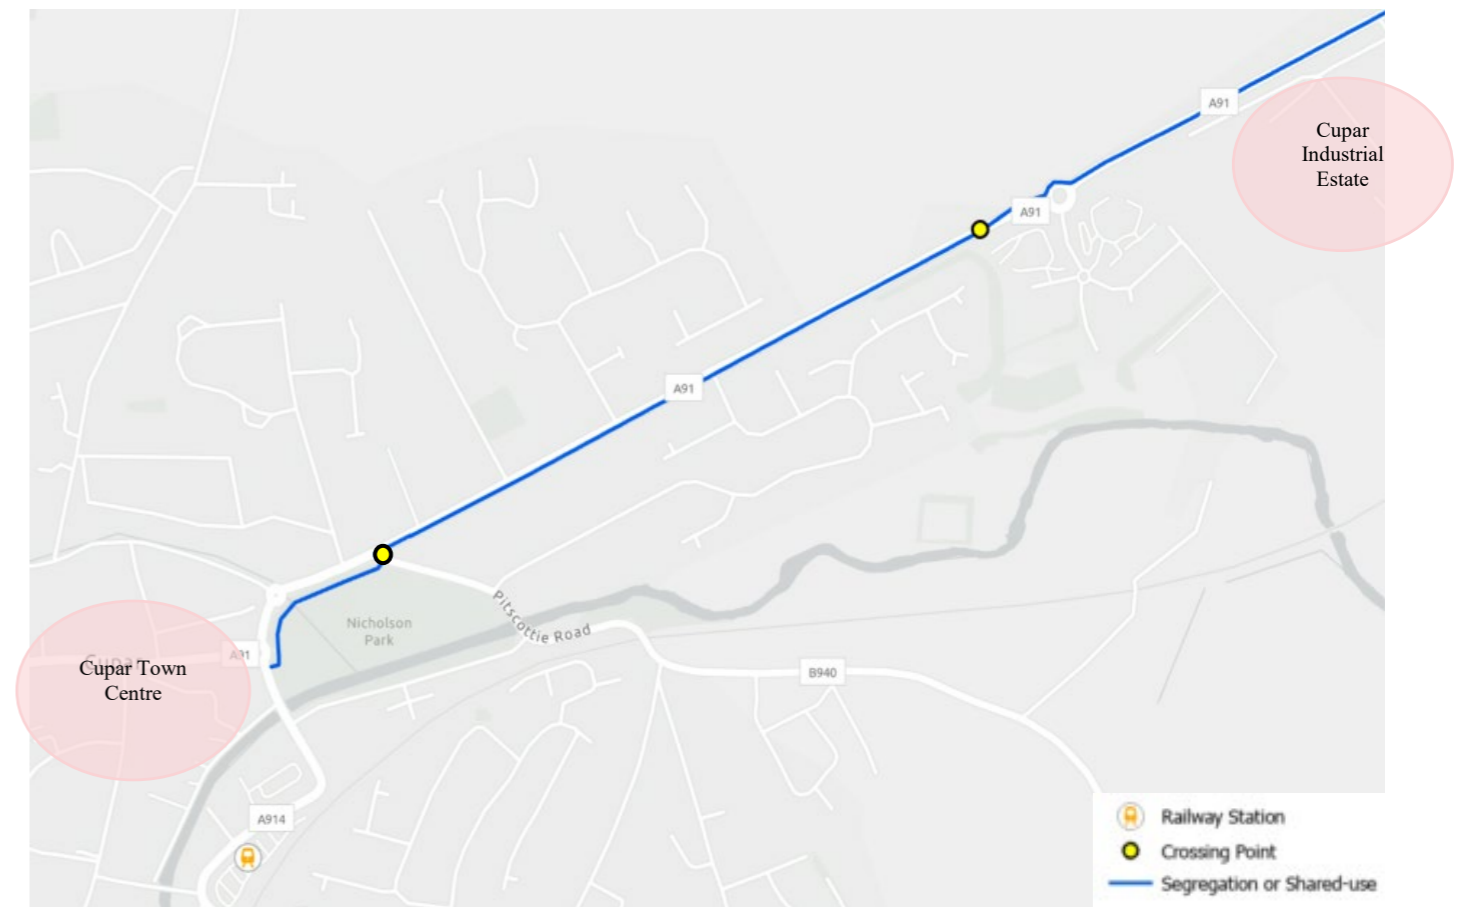 A91
Cupar
Industrial
Estate
A91
A91
Nicholson
Park
Pitscottie Road
A91
Cupar
Cupar Town
Centre
B940
A914
Railway Station
Crossing Point
Segregation or Shared-use